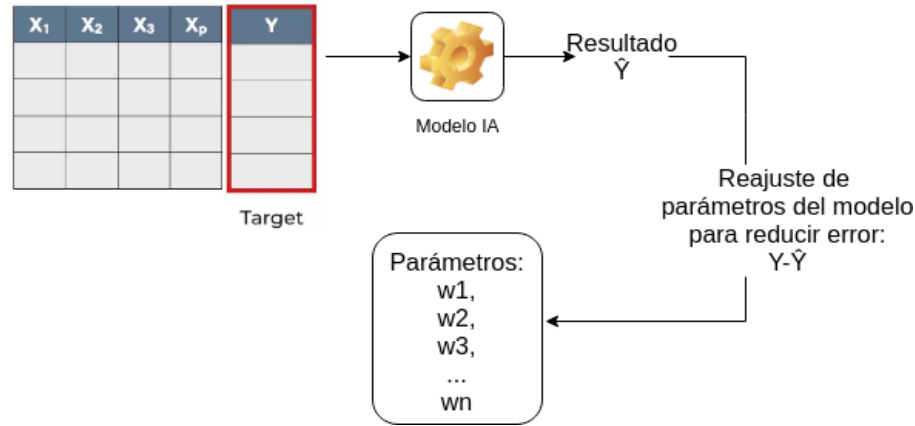 X₁ X₂ X₃ Xₚ Y
Target
Modelo IA
Resultado
Ŷ
Reajuste de
parámetros del modelo
para reducir error:
Y-Ŷ
Parámetros:
w1,
w2,
w3,
...
wn